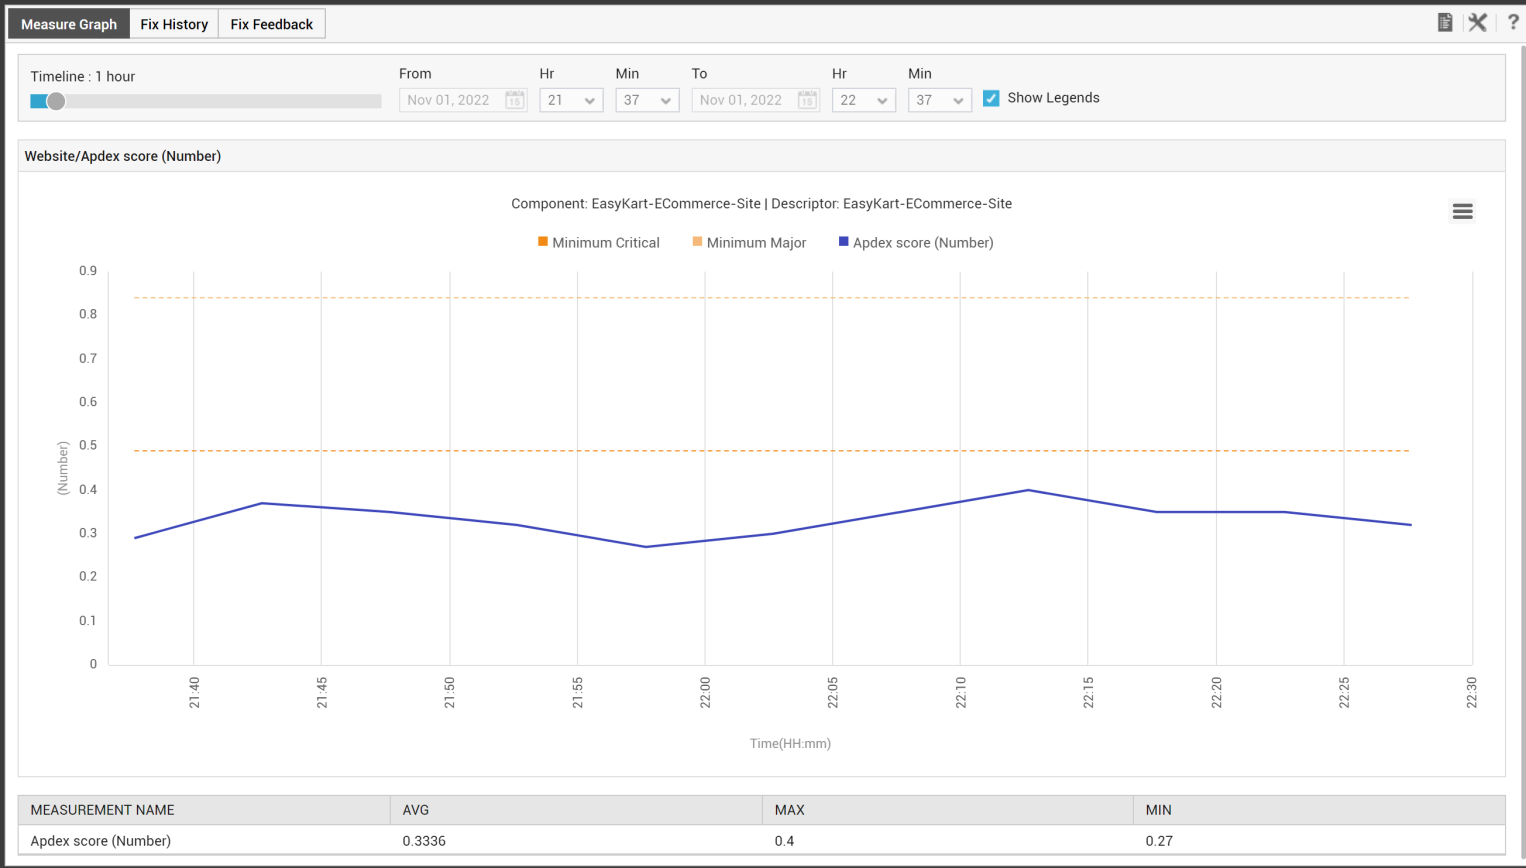 Measure Graph Fix History Fix Feedback ?
Timeline : 1 hour From Hr Min To Hr Min
Nov 01, 2022 15 21 37 Nov 01, 2022 15 22 37 Show Legends
Website/Apdex score (Number)
Component: EasyKart-ECommerce-Site | Descriptor: EasyKart-ECommerce-Site
Minimum Critical Minimum Major Apdex score (Number)
0.9
0.8
0.7
0.6
0.5
0.4
0.3
0.2
0.1
0
(Number)
21:40 21:45 21:50 21:55 22:00 22:05 22:10 22:15 22:20 22:25 22:30
Time(HH:mm)
MEASUREMENT NAME AVG MAX MIN
Apdex score (Number) 0.3336 0.4 0.27